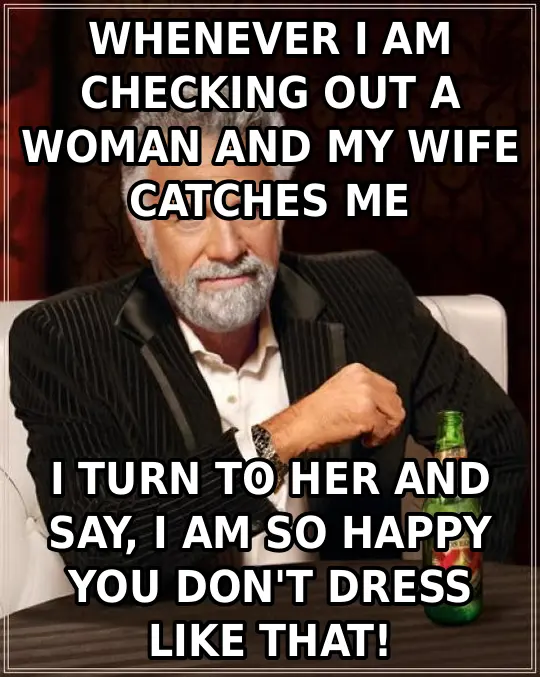 WHENEVER I AM
CHECKING OUT A
WOMAN AND MY WIFE
CATCHES ME
I TURN TO HER AND
SAY, I AM SO HAPPY
YOU DON'T DRESS
LIKE THAT!